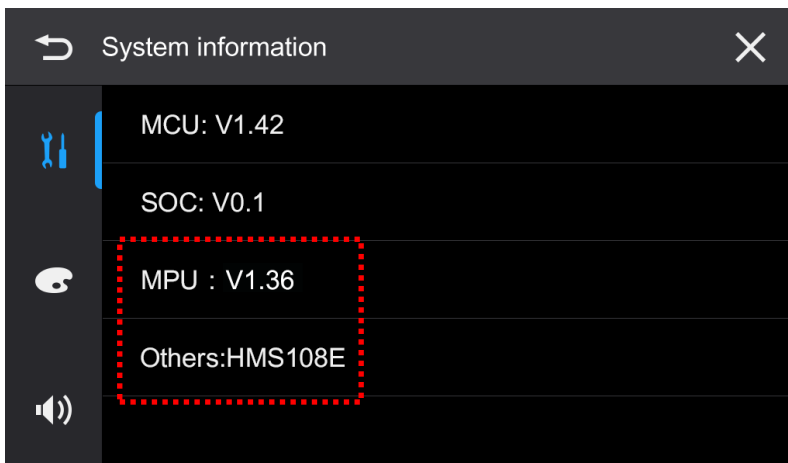 System information
MCU: V1.42
SOC: V0.1
MPU : V1.36
Others:HMS108E